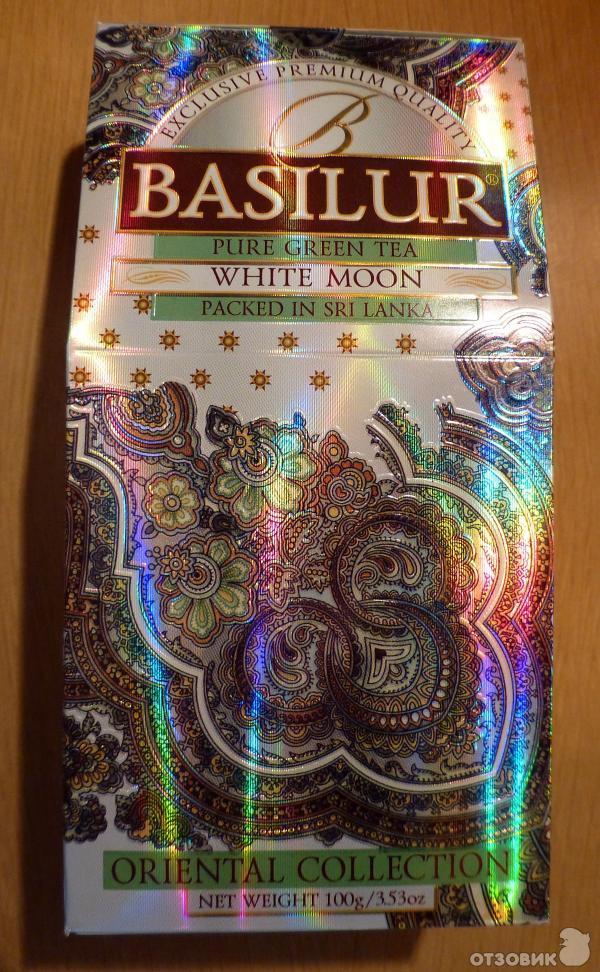 EXCLUSIVE PREMIUM QUALITY
B
BASILUR®
PURE GREEN TEA
WHITE MOON
PACKED IN SRI LANKA
ORIENTAL COLLECTION
NET WEIGHT 100g/3.53oz
ОТЗОВИК